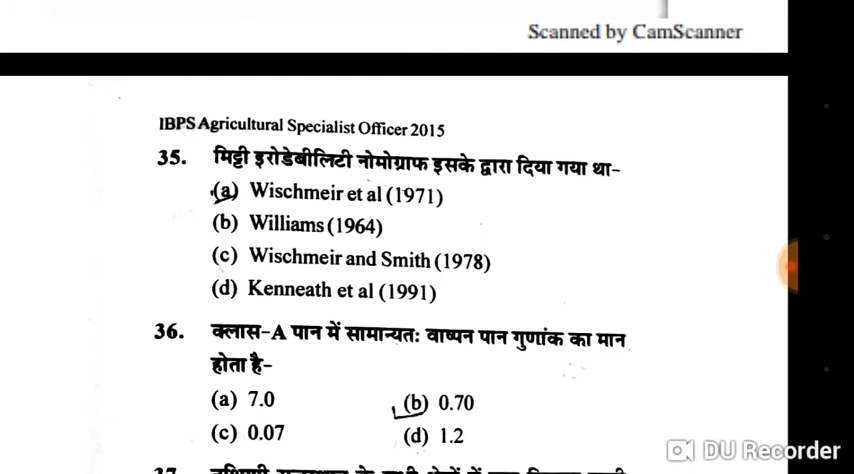 Scanned by CamScanner
IBPS Agricultural Specialist Officer 2015
35. मिट्टी इरोडेबीलिटी नोमोग्राफ इसके द्वारा दिया गया था-
(a) Wischmeir et al (1971)
(b) Williams (1964)
(c) Wischmeir and Smith (1978)
(d) Kenneath et al (1991)
36. क्लास-A पान में सामान्यतः वाष्पन पान गुणांक का मान
होता है-
(a) 7.0 (b) 0.70
(c) 0.07 (d) 1.2
DU Recorder